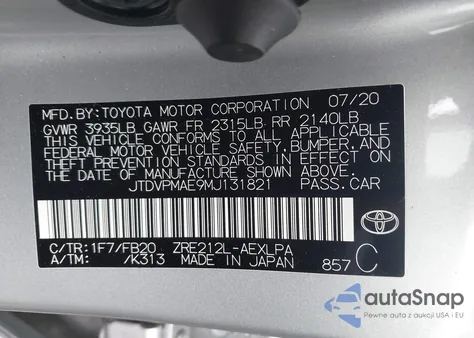 MFD.BY:TOYOTA MOTOR CORPORATION 07/20
GVWR 3935LB GAWR FR 2315LB RR 2140LB
THIS VEHICLE CONFORMS TO ALL APPLICABLE
FEDERAL MOTOR VEHICLE SAFETY,BUMPER,AND
THEFT PREVENTION STANDARDS IN EFFECT ON
THE DATE OF MANUFACTURE SHOWN ABOVE.
JTDVPMAE9MJ131821 PASS.CAR
C/TR:1F7/FB20 ZRE212L-AEXLPA
A/TM: /K313 MADE IN JAPAN 857 C
TOYOTA
autoSnap
Pewne auta z USA i EU